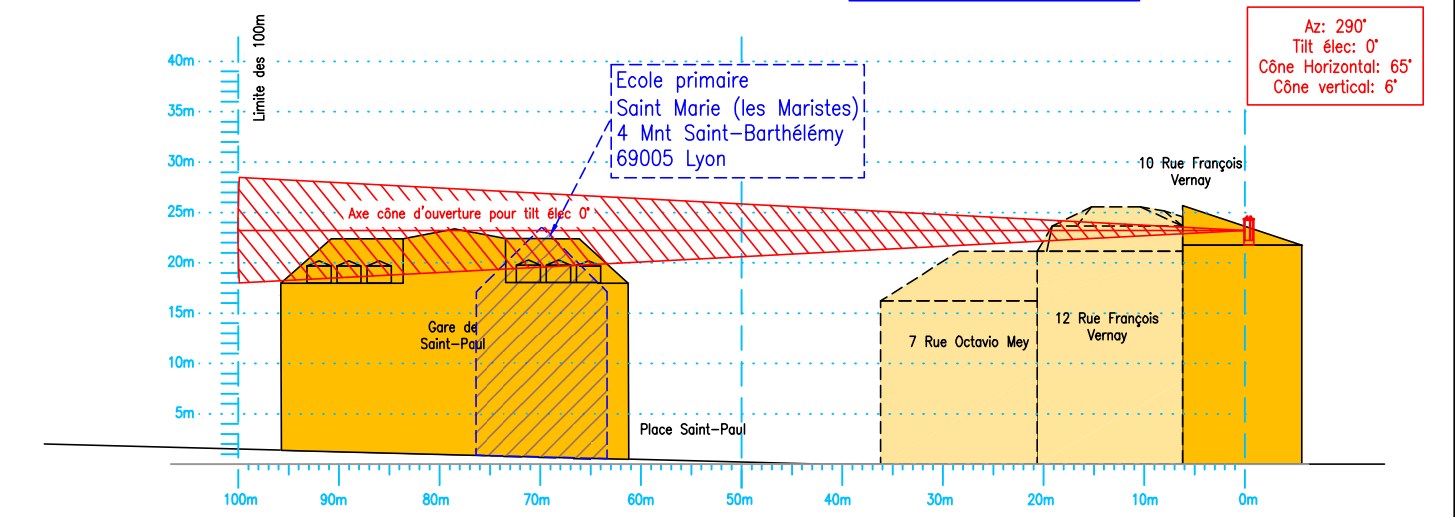 Az: 290°
Tilt élec: 0°
Cône Horizontal: 65°
Cône vertical: 6°
Limite des 100m
40m
35m
30m
25m
20m
15m
10m
5m
Ecole primaire
Saint Marie (les Maristes)
4 Mnt Saint-Barthélémy
69005 Lyon
10 Rue François
Vernay
Axe cône d'ouverture pour tilt élec 0°
Gare de
Saint-Paul
7 Rue Octavio Mey
12 Rue François
Vernay
Place Saint-Paul
100m
90m
80m
70m
60m
50m
40m
30m
20m
10m
0m